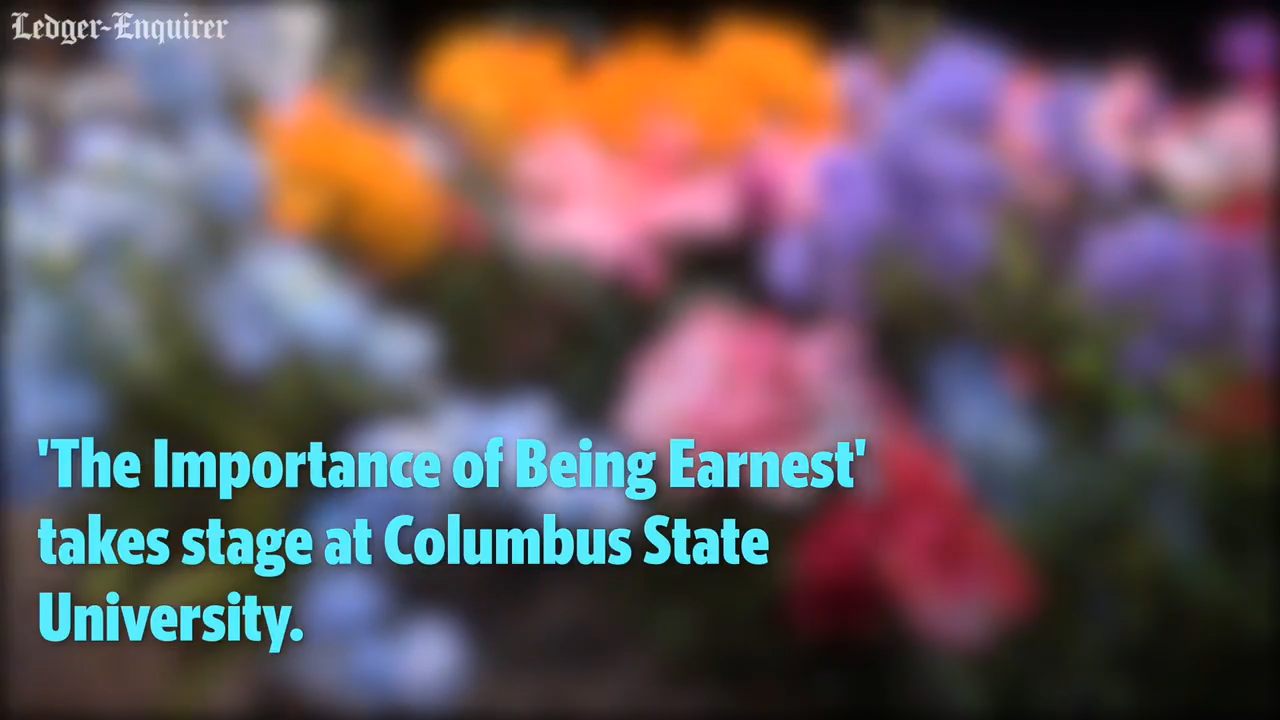 Ledger-Enquirer
'The Importance of Being Earnest'
takes stage at Columbus State
University.